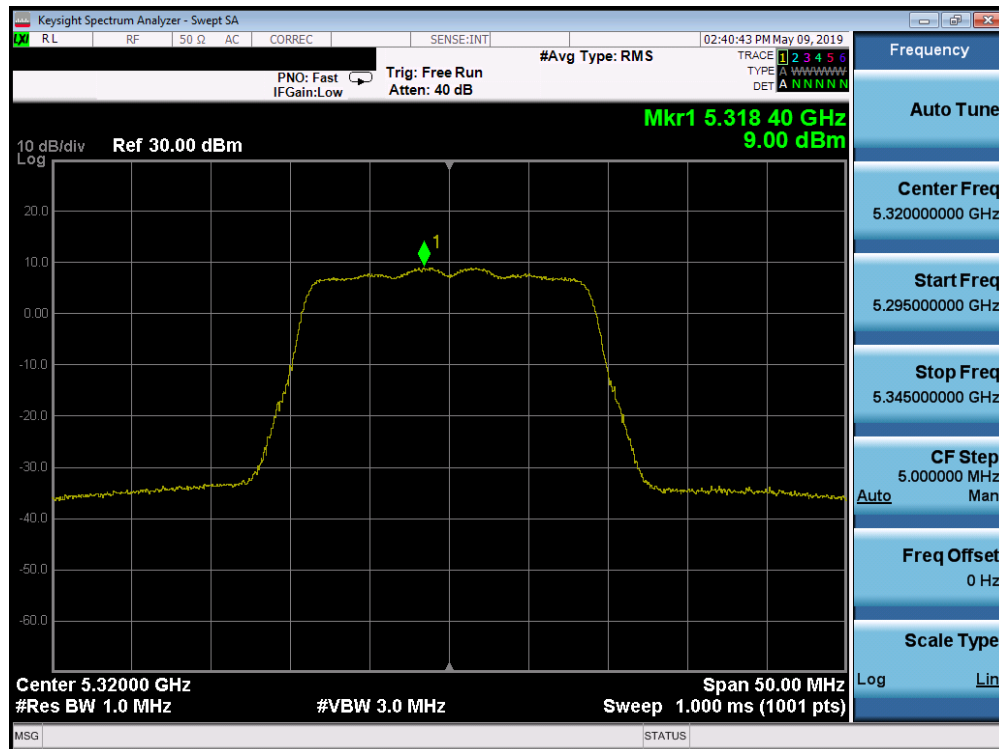 Keysight Spectrum Analyzer - Swept SA
LXI RL RF 50 Ω AC CORREC SENSE:INT 02:40:43 PM May 09, 2019
PNO: Fast
IFGain:Low
Trig: Free Run
Atten: 40 dB
#Avg Type: RMS
TRACE 1 2 3 4 5 6
TYPE A WWWWW
DET A N N N N N
Mkr1 5.318 40 GHz
9.00 dBm
10 dB/div Ref 30.00 dBm
Log
1
20.0
10.0
0.00
-10.0
-20.0
-30.0
-40.0
-50.0
-60.0
Center 5.32000 GHz Span 50.00 MHz
#Res BW 1.0 MHz #VBW 3.0 MHz Sweep 1.000 ms (1001 pts)
MSG STATUS
Frequency
Auto Tune
Center Freq
5.320000000 GHz
Start Freq
5.295000000 GHz
Stop Freq
5.345000000 GHz
CF Step
5.000000 MHz
Auto Man
Freq Offset
0 Hz
Scale Type
Log Lin